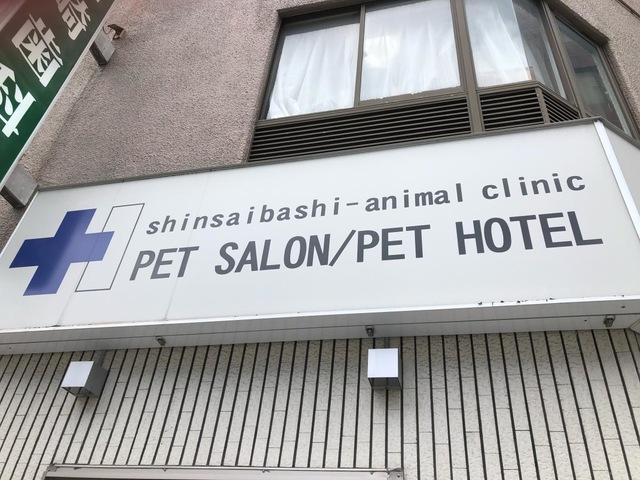 shinsaibashi-animal clinic
PET SALON/PET HOTEL